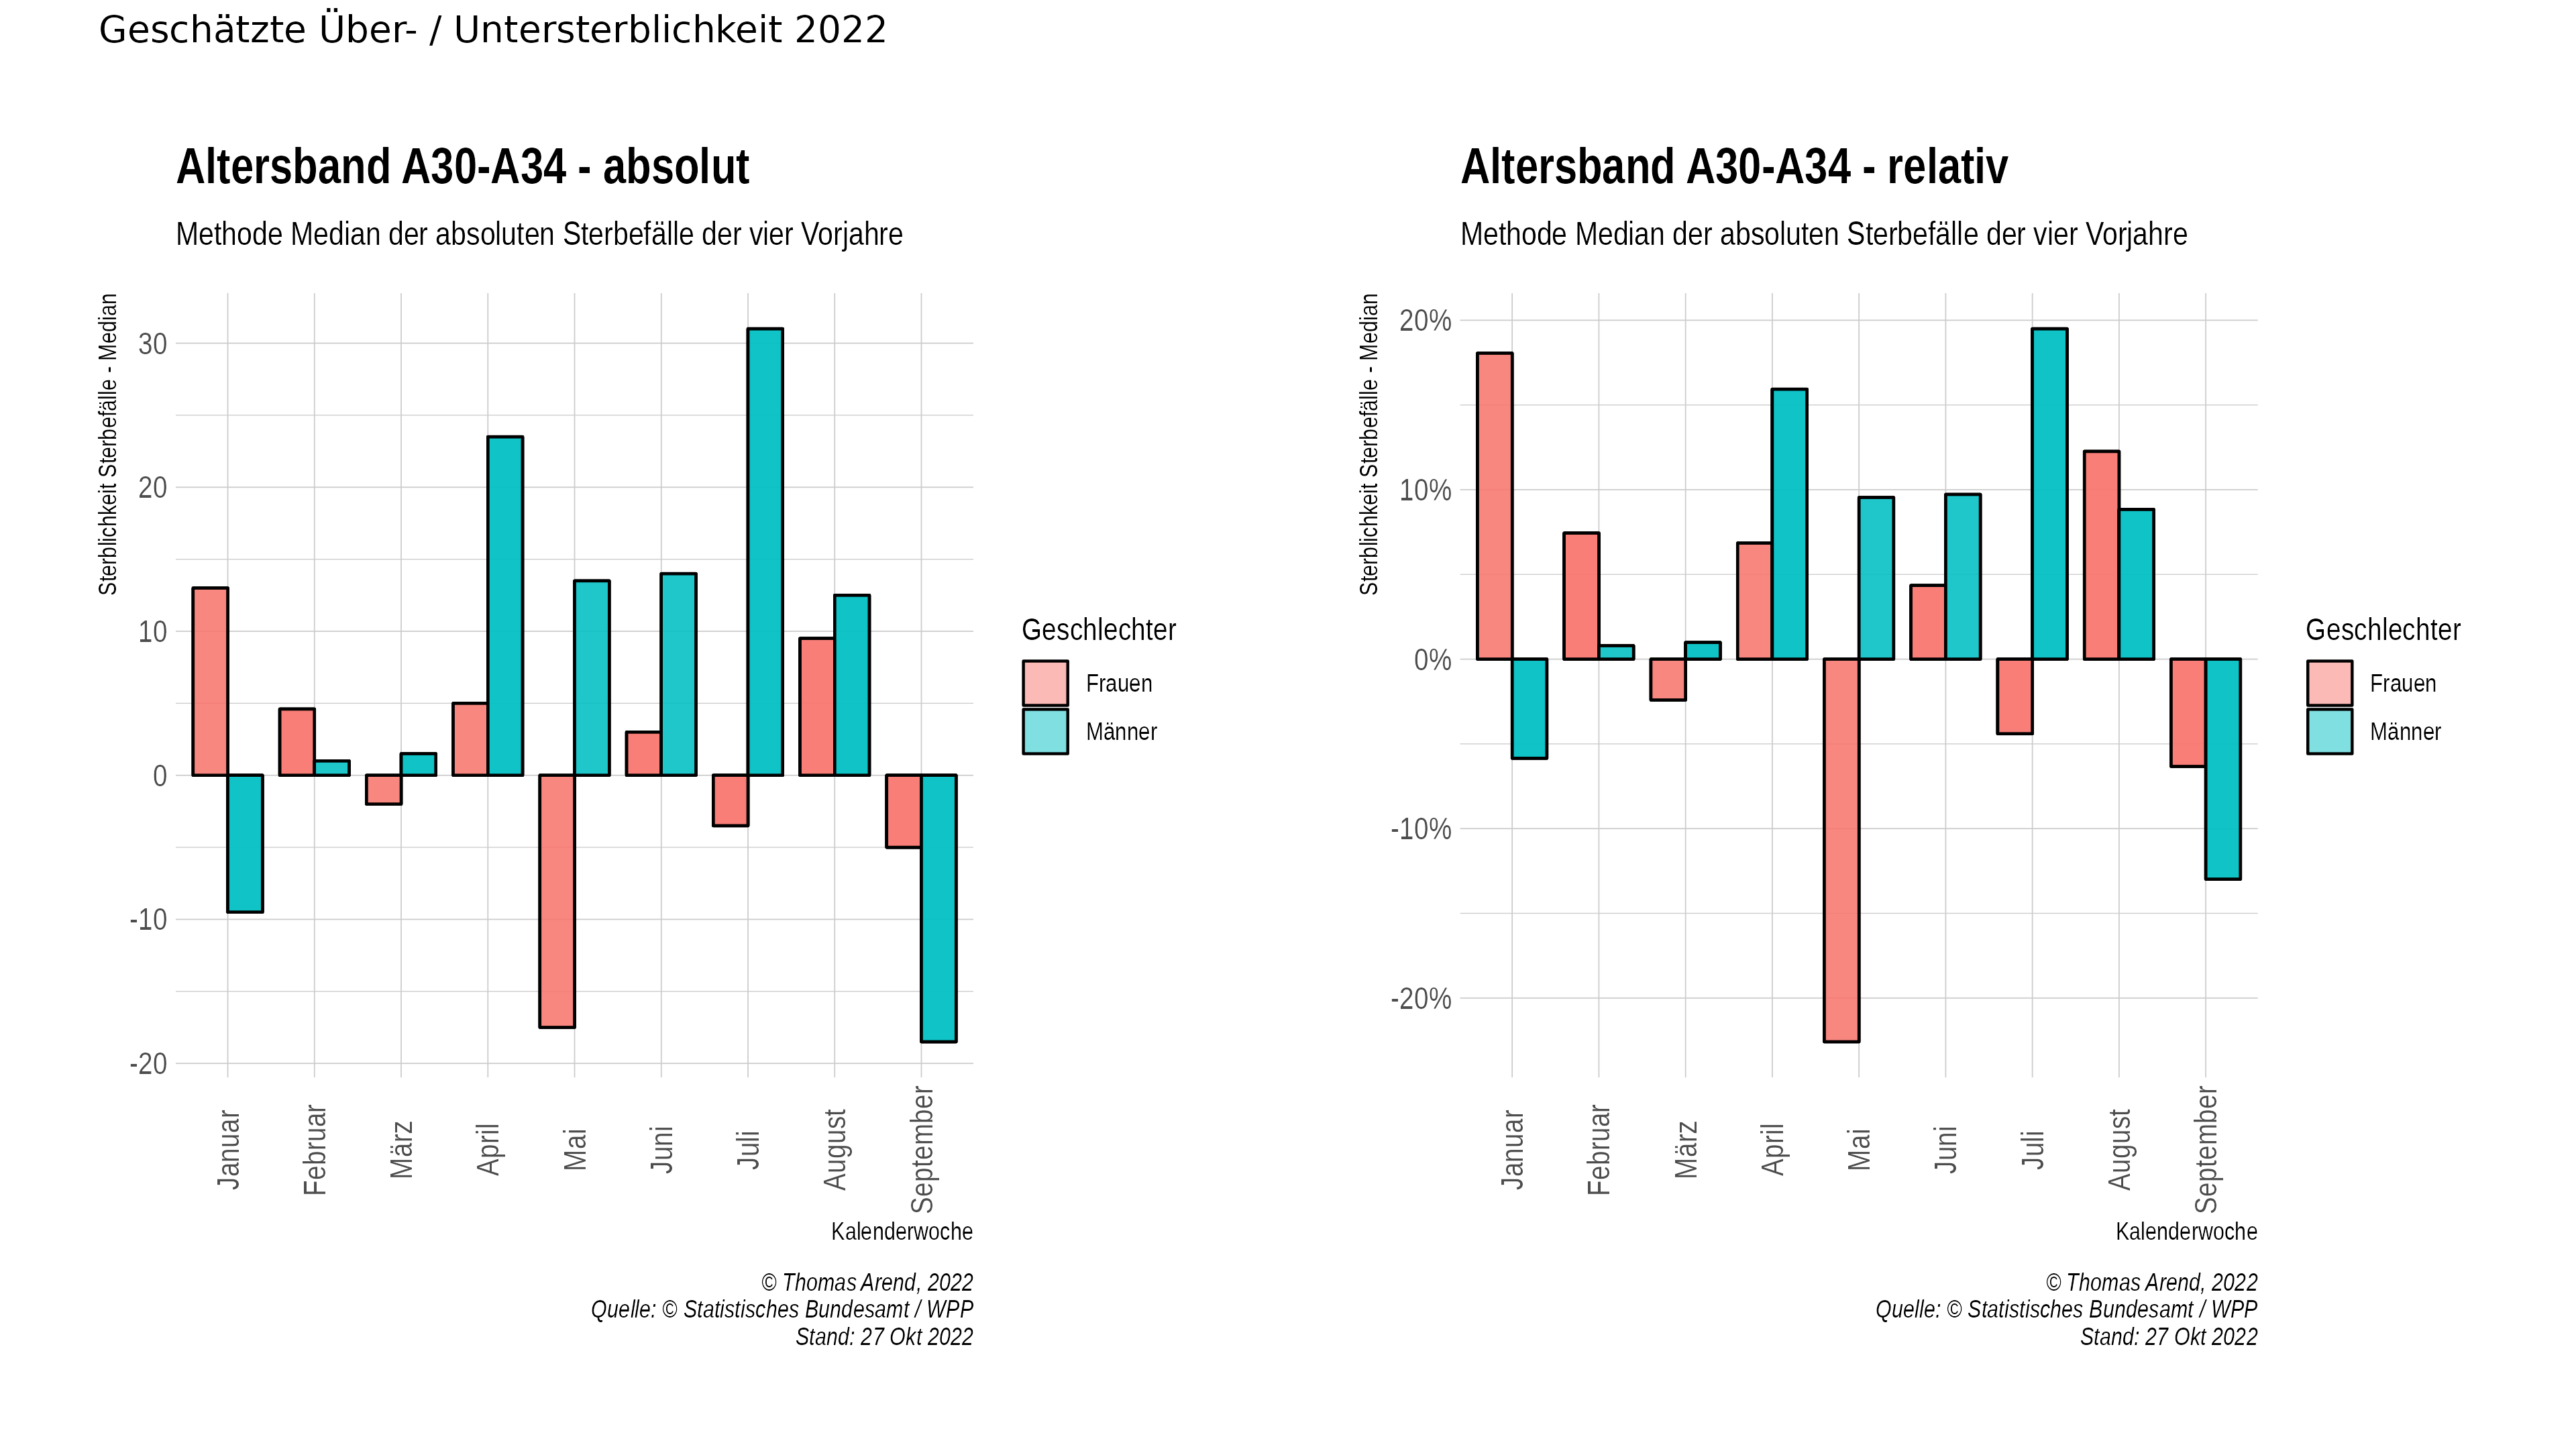 Geschätzte Über- / Untersterblichkeit 2022
Altersband A30-A34 - absolut
Methode Median der absoluten Sterbefälle der vier Vorjahre
Sterblichkeit Sterbefälle - Median
30
20
10
0
-10
-20
Januar
Februar
März
April
Mai
Juni
Juli
August
September
Kalenderwoche
Geschlechter
Frauen
Männer
© Thomas Arend, 2022
Quelle: © Statistisches Bundesamt / WPP
Stand: 27 Okt 2022
Altersband A30-A34 - relativ
Methode Median der absoluten Sterbefälle der vier Vorjahre
Sterblichkeit Sterbefälle - Median
20%
10%
0%
-10%
-20%
Januar
Februar
März
April
Mai
Juni
Juli
August
September
Kalenderwoche
Geschlechter
Frauen
Männer
© Thomas Arend, 2022
Quelle: © Statistisches Bundesamt / WPP
Stand: 27 Okt 2022